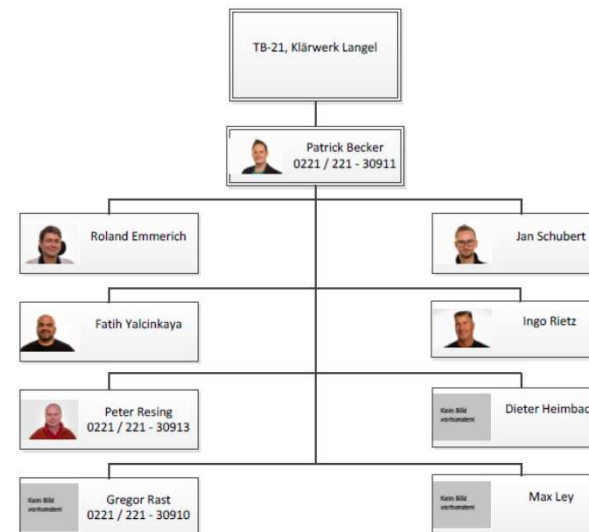 TB-21, Klärwerk Langel
Patrick Becker
0221 / 221 - 30911
Roland Emmerich
Jan Schubert
Fatih Yalcinkaya
Ingo Rietz
Peter Resing
0221 / 221 - 30913
Kein Bild
vorhanden!
Dieter Heimbac
Kein Bild
vorhanden!
Gregor Rast
0221 / 221 - 30910
Kein Bild
vorhanden!
Max Ley